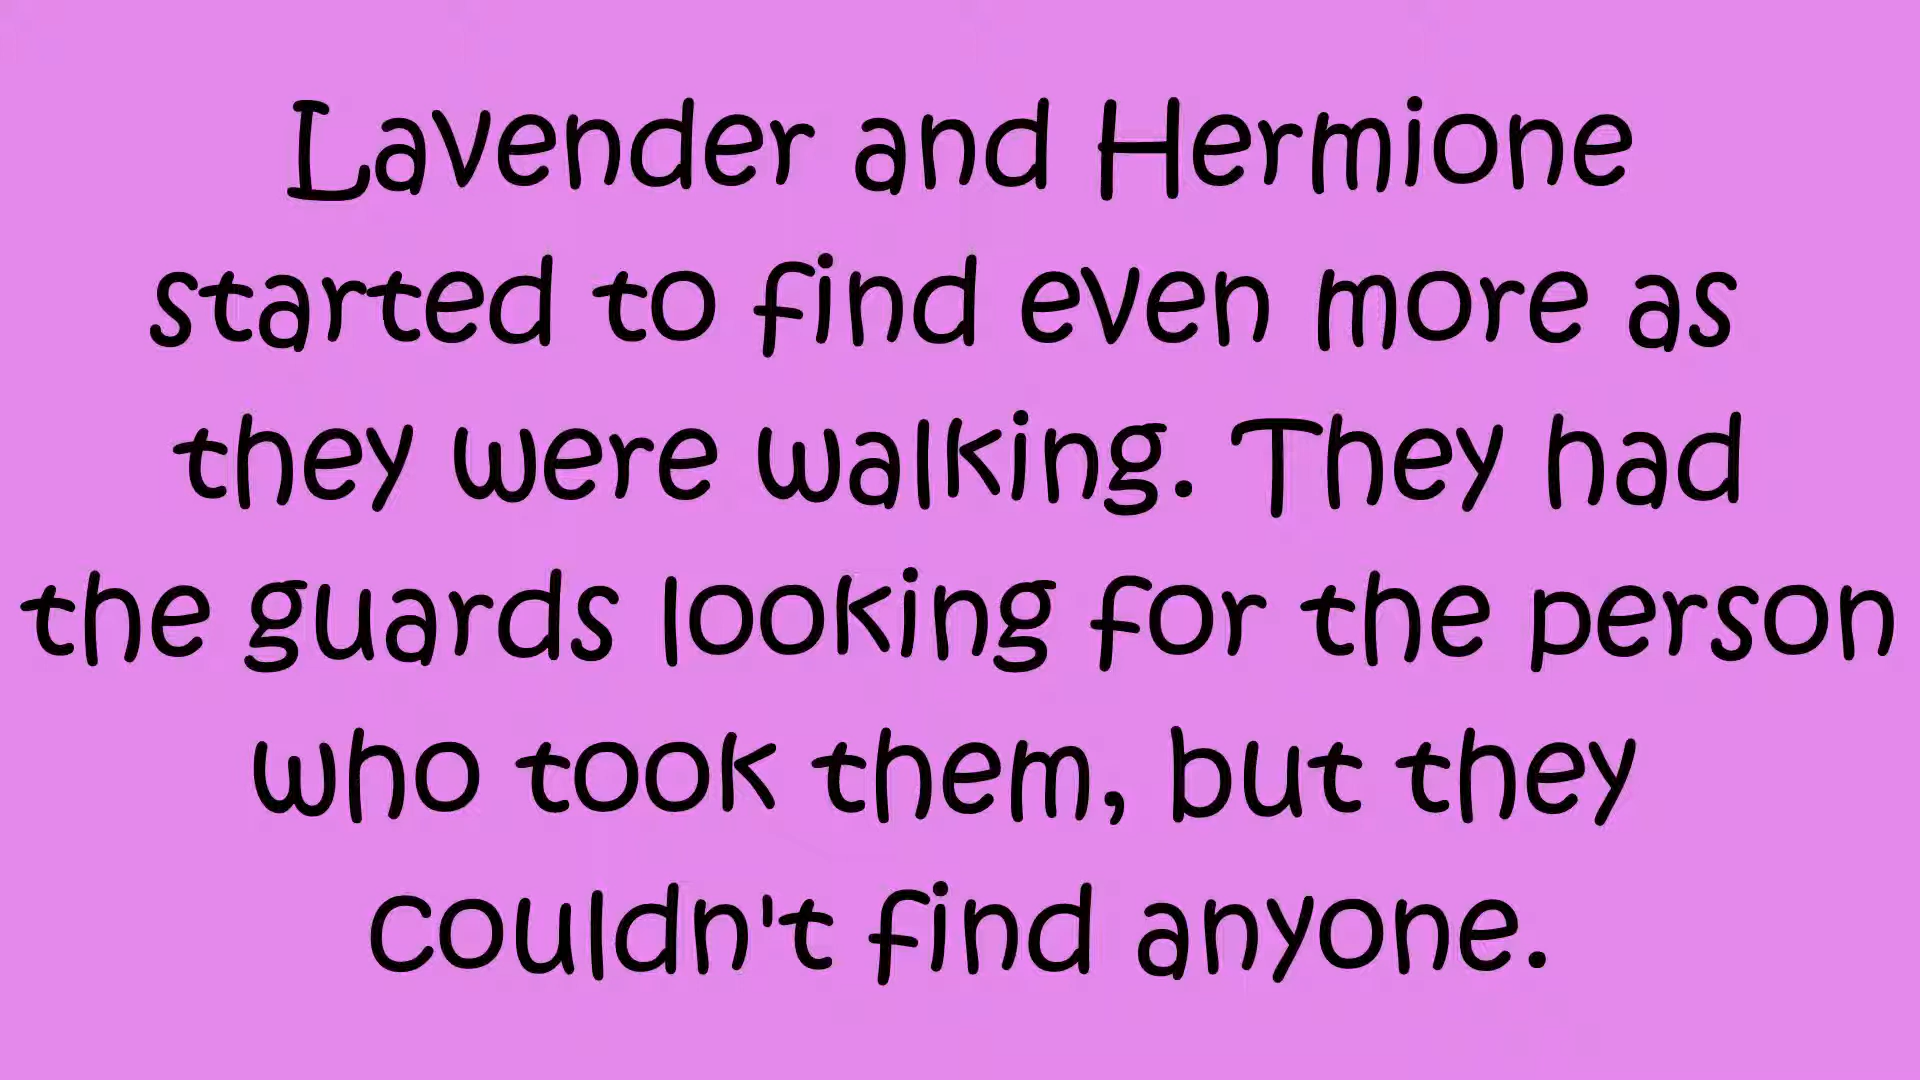 Lavender and Hermione
started to find even more as
they were walking. They had
the guards looking for the person
who took them, but they
couldn't find anyone.